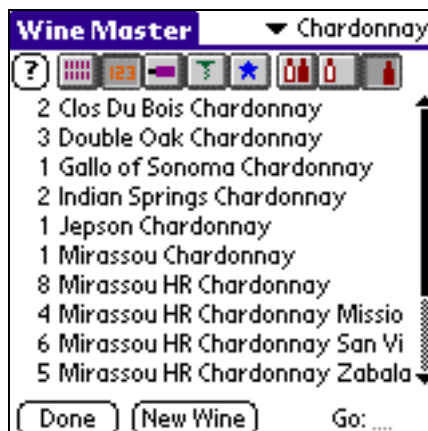 Wine Master Chardonnay
? 123
2 Clos Du Bois Chardonnay
3 Double Oak Chardonnay
1 Gallo of Sonoma Chardonnay
2 Indian Springs Chardonnay
1 Jepson Chardonnay
1 Mirassou Chardonnay
8 Mirassou HR Chardonnay
4 Mirassou HR Chardonnay Missio
6 Mirassou HR Chardonnay San Vi
5 Mirassou HR Chardonnay Zabala
Done New Wine Go: